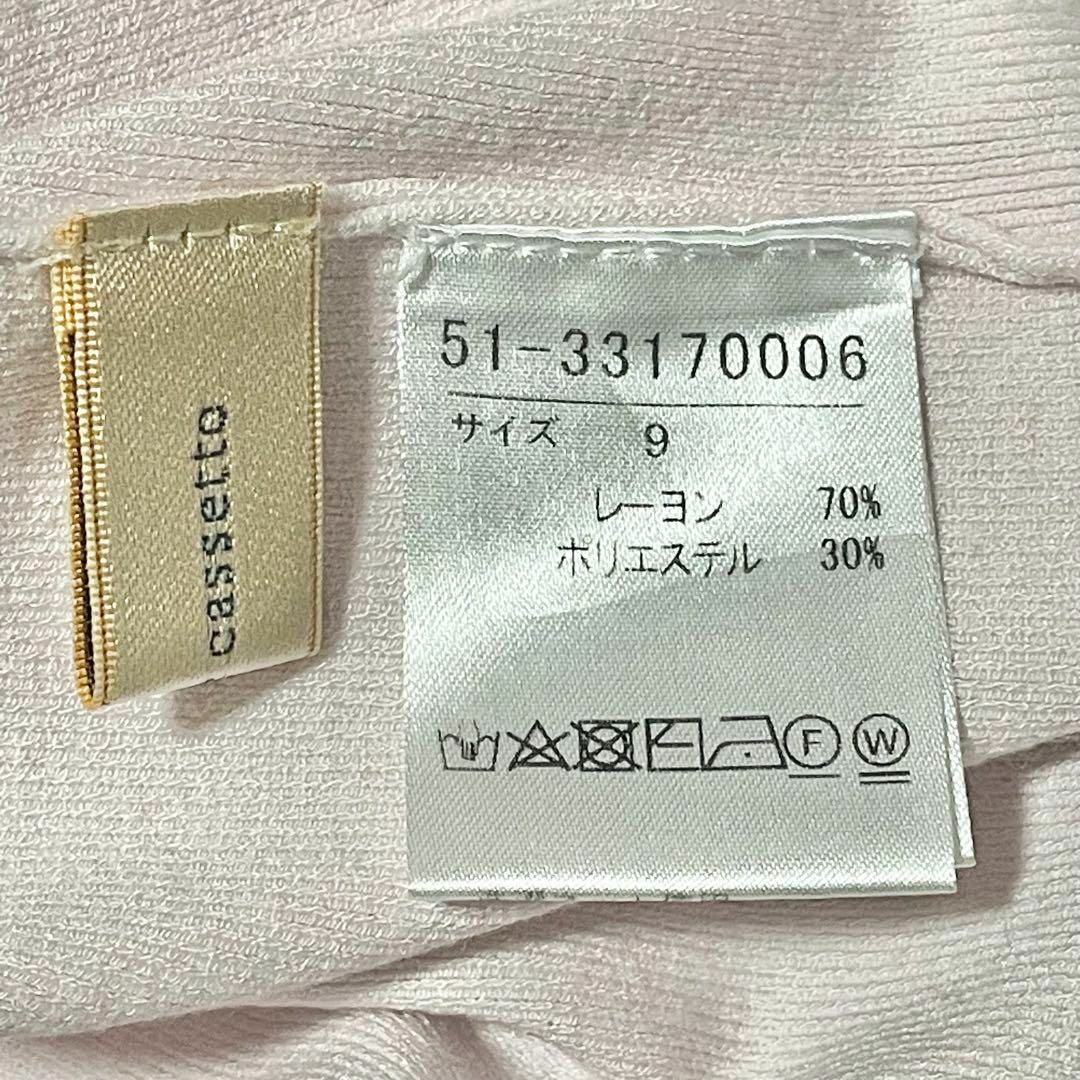 cassetto
51-33170006
サイズ 9
レーヨン 70%
ポリエステル 30%
F W